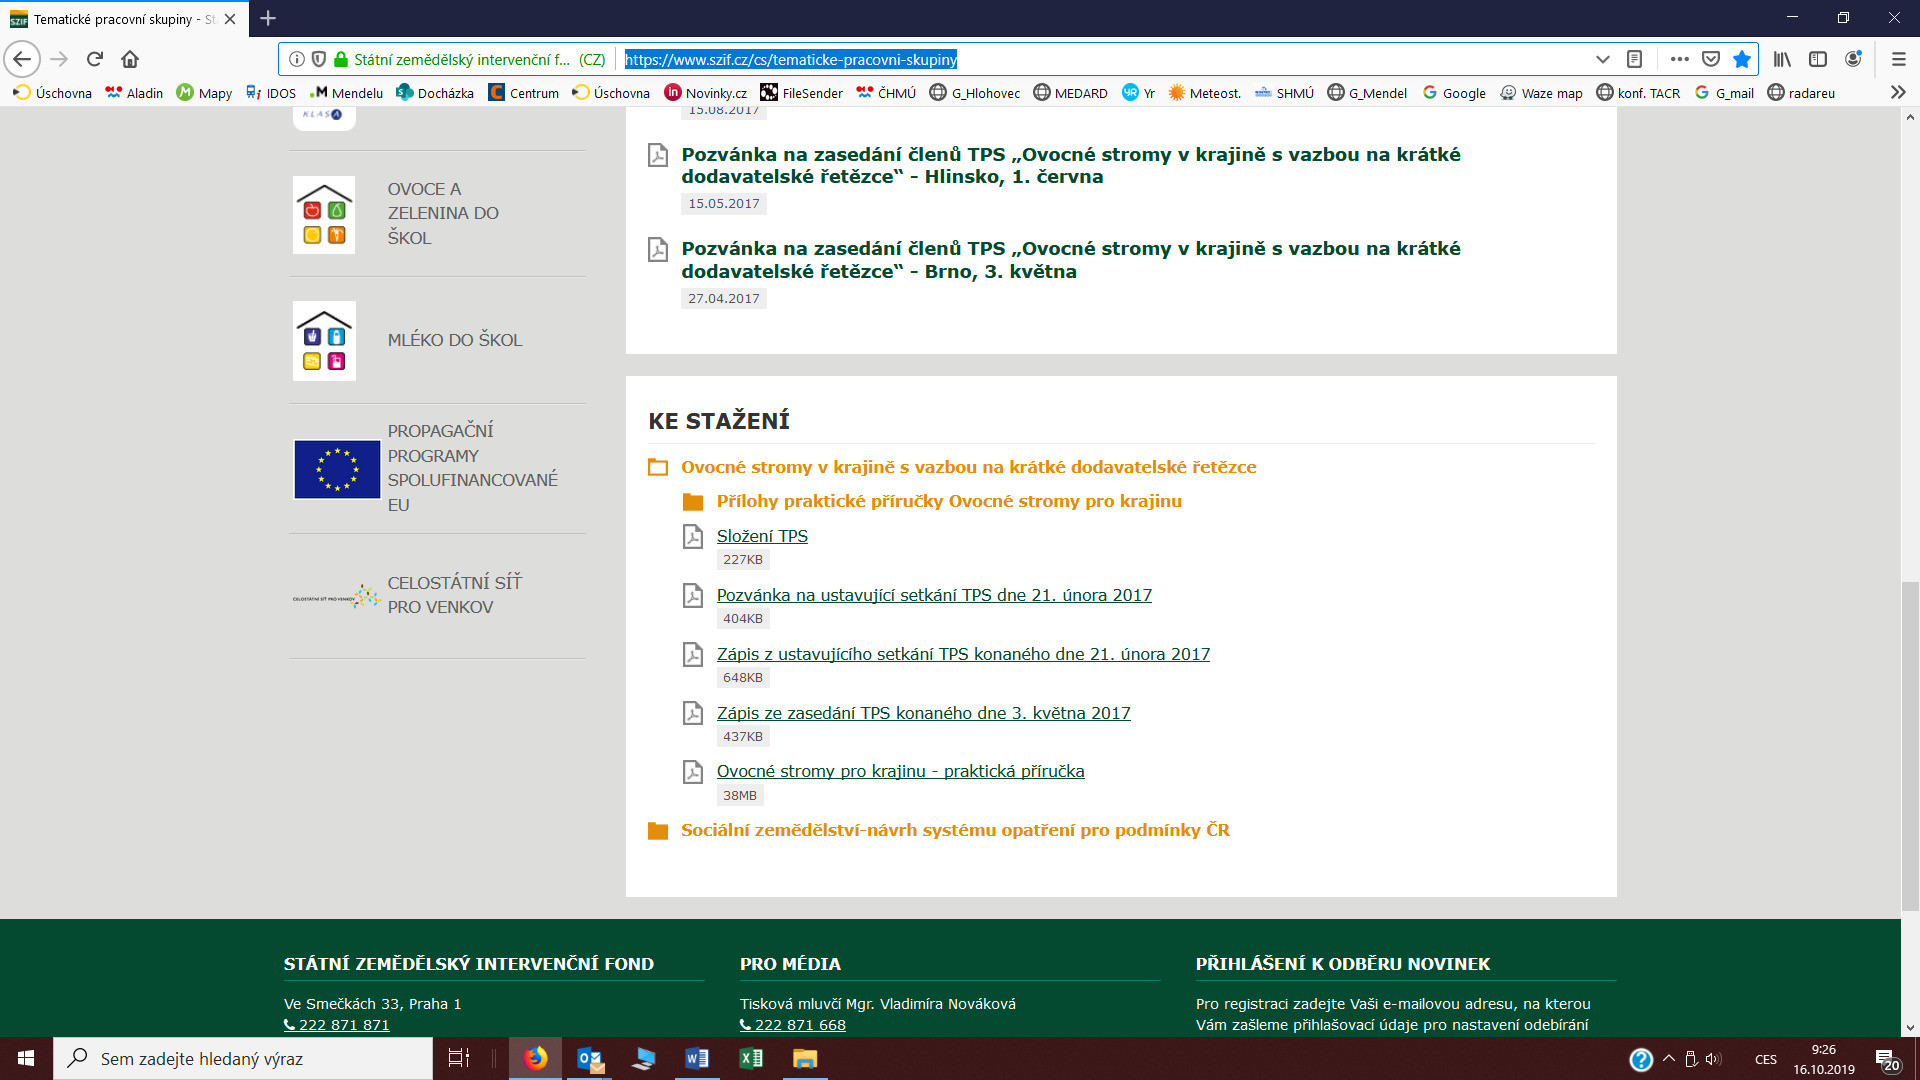 Tematické pracovní skupiny - St
Státní zemědělský intervenční f... (CZ)
https://www.szif.cz/cs/tematicke-pracovni-skupiny
Úschovna Aladin Mapy IDOS Mendelu Docházka Centrum Úschovna Novinky.cz FileSender ČHMÚ G_Hlohovec MEDARD Yr Meteost. SHMÚ G_Mendel Google Waze map konf. TACR G_mail radareu
KLASA
OVOCE A
ZELENINA DO
ŠKOL
MLÉKO DO ŠKOL
PROPAGAČNÍ
PROGRAMY
SPOLUFINANCOVANÉ
EU
CELOSTÁTNÍ SÍŤ PRO VENKOV
CELOSTÁTNÍ SÍŤ
PRO VENKOV
15.08.2017
Pozvánka na zasedání členů TPS „Ovocné stromy v krajině s vazbou na krátké
dodavatelské řetězce“ - Hlinsko, 1. června
15.05.2017
Pozvánka na zasedání členů TPS „Ovocné stromy v krajině s vazbou na krátké
dodavatelské řetězce“ - Brno, 3. května
27.04.2017
KE STAŽENÍ
Ovocné stromy v krajině s vazbou na krátké dodavatelské řetězce
Přílohy praktické příručky Ovocné stromy pro krajinu
Složení TPS
227KB
Pozvánka na ustavující setkání TPS dne 21. února 2017
404KB
Zápis z ustavujícího setkání TPS konaného dne 21. února 2017
648KB
Zápis ze zasedání TPS konaného dne 3. května 2017
437KB
Ovocné stromy pro krajinu - praktická příručka
38MB
Sociální zemědělství-návrh systému opatření pro podmínky ČR
STÁTNÍ ZEMĚDĚLSKÝ INTERVENČNÍ FOND
Ve Smečkách 33, Praha 1
222 871 871
PRO MÉDIA
Tisková mluvčí Mgr. Vladimíra Nováková
222 871 668
PŘIHLÁŠENÍ K ODBĚRU NOVINEK
Pro registraci zadejte Vaši e-mailovou adresu, na kterou
Vám zašleme přihlašovací údaje pro nastavení odebírání
Sem zadejte hledaný výraz
CES
9:26
16.10.2019
20